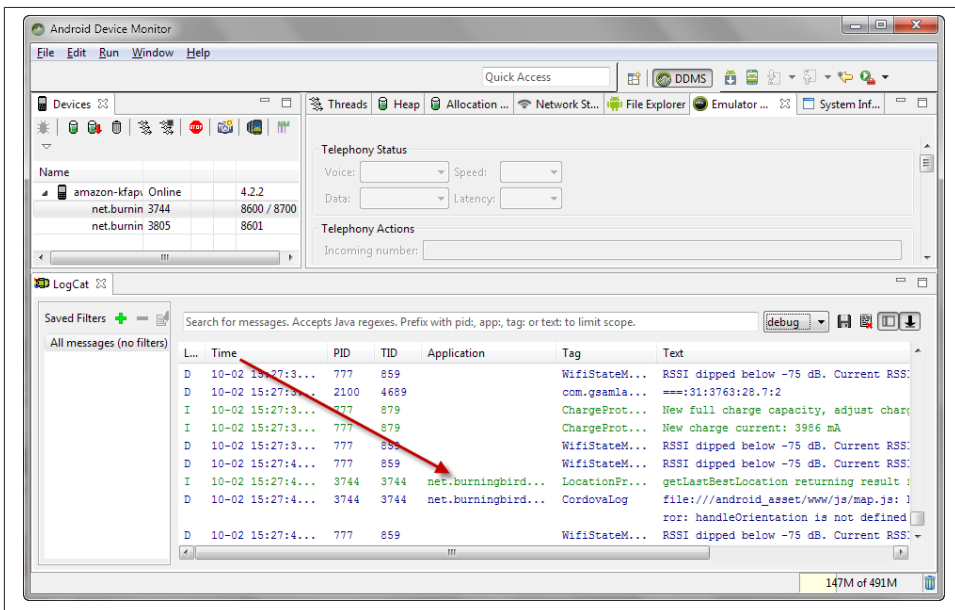 Android Device Monitor
File Edit Run Window Help
Quick Access DDMS
Devices Threads Heap Allocation ... Network St... File Explorer Emulator ... System Inf...
Telephony Status
Voice: Speed:
Name
Data: Latency:
amazon-kfapv Online 4.2.2
net.burnin 3744 8600 / 8700
net.burnin 3805 8601
Telephony Actions
Incoming number:
LogCat
Saved Filters Search for messages. Accepts Java regexes. Prefix with pid:, app:, tag: or text: to limit scope. debug
All messages (no filters)
L... Time PID TID Application Tag Text
D 10-02 15:27:3... 777 859 WifiStateM... RSSI dipped below -75 dB. Current RSSI
D 10-02 15:27:3... 2100 4689 com.gsamla... ===:31:3763:28.7:2
I 10-02 15:27:3... 777 879 ChargeProt... New full charge capacity, adjust charg
I 10-02 15:27:3... 777 879 ChargeProt... New charge current: 3986 mA
D 10-02 15:27:3... 777 859 WifiStateM... RSSI dipped below -75 dB. Current RSSI
D 10-02 15:27:4... 777 859 WifiStateM... RSSI dipped below -75 dB. Current RSSI
I 10-02 15:27:4... 3744 3744 net.burningbird... LocationPr... getLastBestLocation returning result
D 10-02 15:27:4... 3744 3744 net.burningbird... CordovaLog file:///android_asset/www/js/map.js:
ror: handleOrientation is not defined
D 10-02 15:27:4... 777 859 WifiStateM... RSSI dipped below -75 dB. Current RSSI
147M of 491M